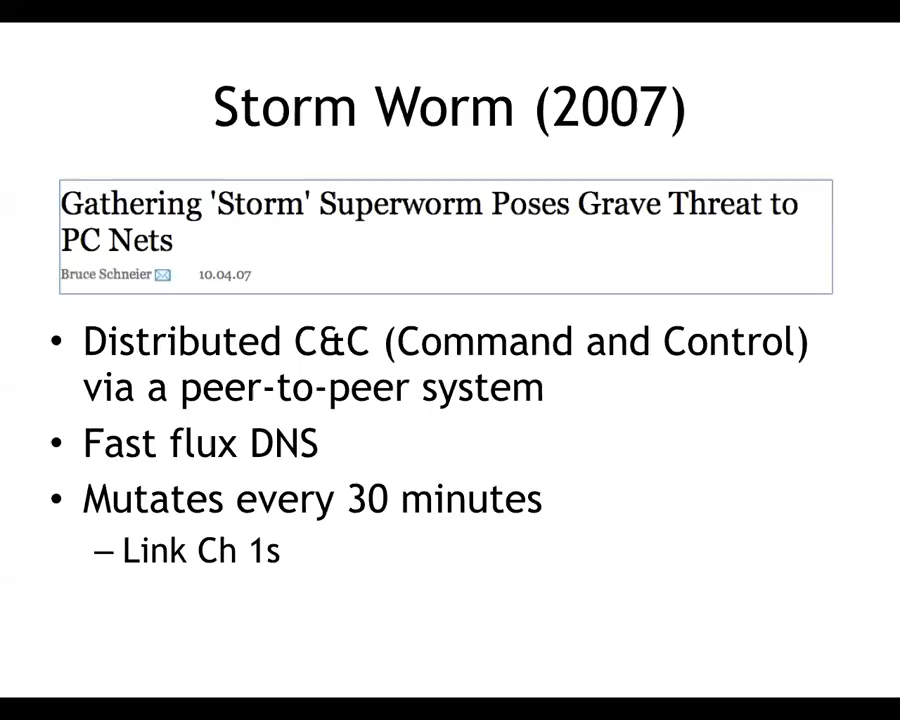 Storm Worm (2007)
Gathering 'Storm' Superworm Poses Grave Threat to
PC Nets
Bruce Schneier 10.04.07
• Distributed C&C (Command and Control)
via a peer-to-peer system
• Fast flux DNS
• Mutates every 30 minutes
– Link Ch 1s